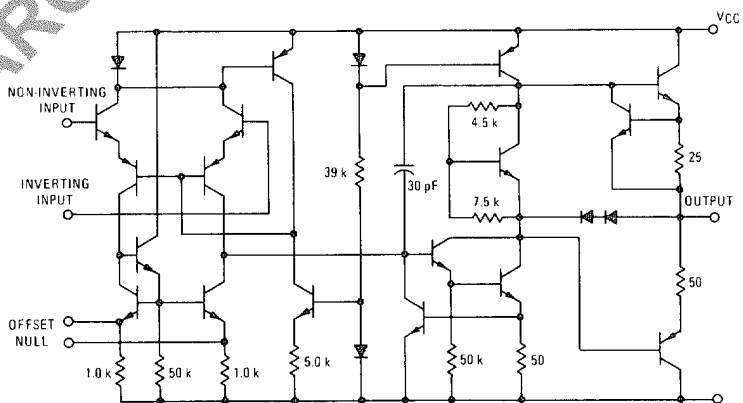 ARC
VCC
NON-INVERTING
INPUT
INVERTING
INPUT
OFFSET
NULL
4.5 k
7.5 k
39 k
30 pF
25
OUTPUT
50
1.0 k
50 k
1.0 k
5.0 k
50 k
50